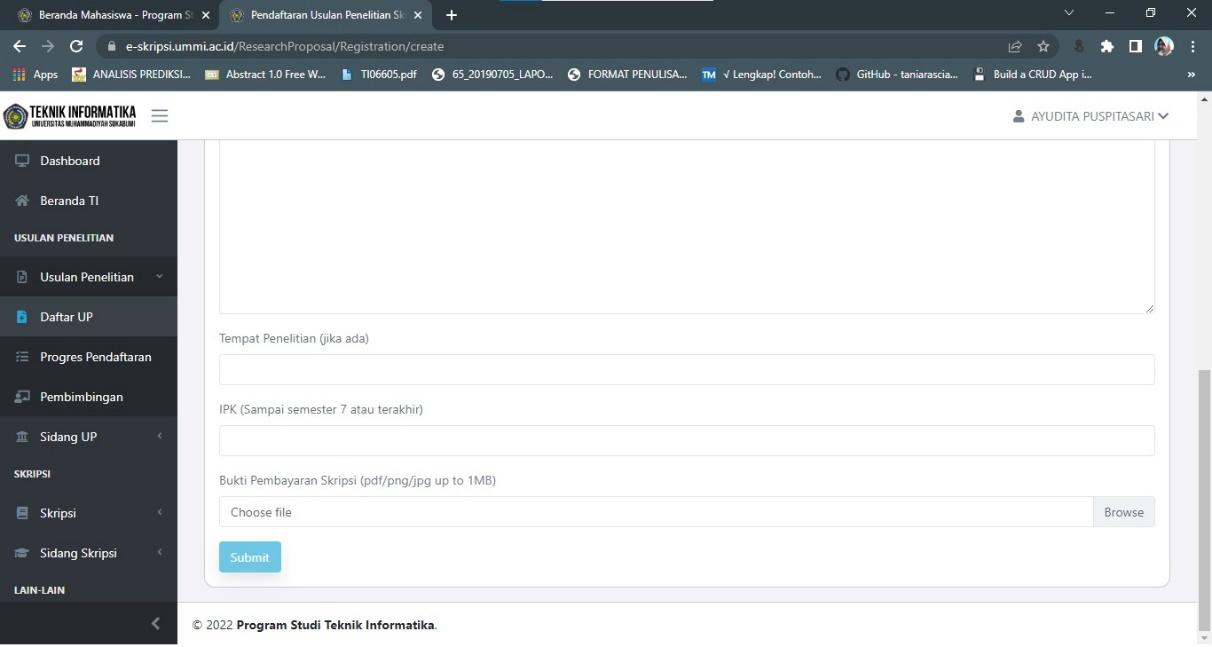 Beranda Mahasiswa - Program St
Pendaftaran Usulan Penelitian Sk
e-skripsi.ummi.ac.id/ResearchProposal/Registration/create
Apps
ANALISIS PREDIKSI...
Abstract 1.0 Free W...
TI06605.pdf
65_20190705_LAPO...
FORMAT PENULISA...
TM √ Lengkap! Contoh...
GitHub - taniarascia...
Build a CRUD App i...
»
TEKNIK INFORMATIKA
UNIVERSITAS MUHAMMADIYAH SUKABUMI
AYUDITA PUSPITASARI
Dashboard
Beranda TI
USULAN PENELITIAN
Usulan Penelitian
Daftar UP
Progres Pendaftaran
Pembimbingan
Sidang UP
SKRIPSI
Skripsi
Sidang Skripsi
LAIN-LAIN
Tempat Penelitian (jika ada)
IPK (Sampai semester 7 atau terakhir)
Bukti Pembayaran Skripsi (pdf/png/jpg up to 1MB)
Choose file
Browse
Submit
© 2022 Program Studi Teknik Informatika.